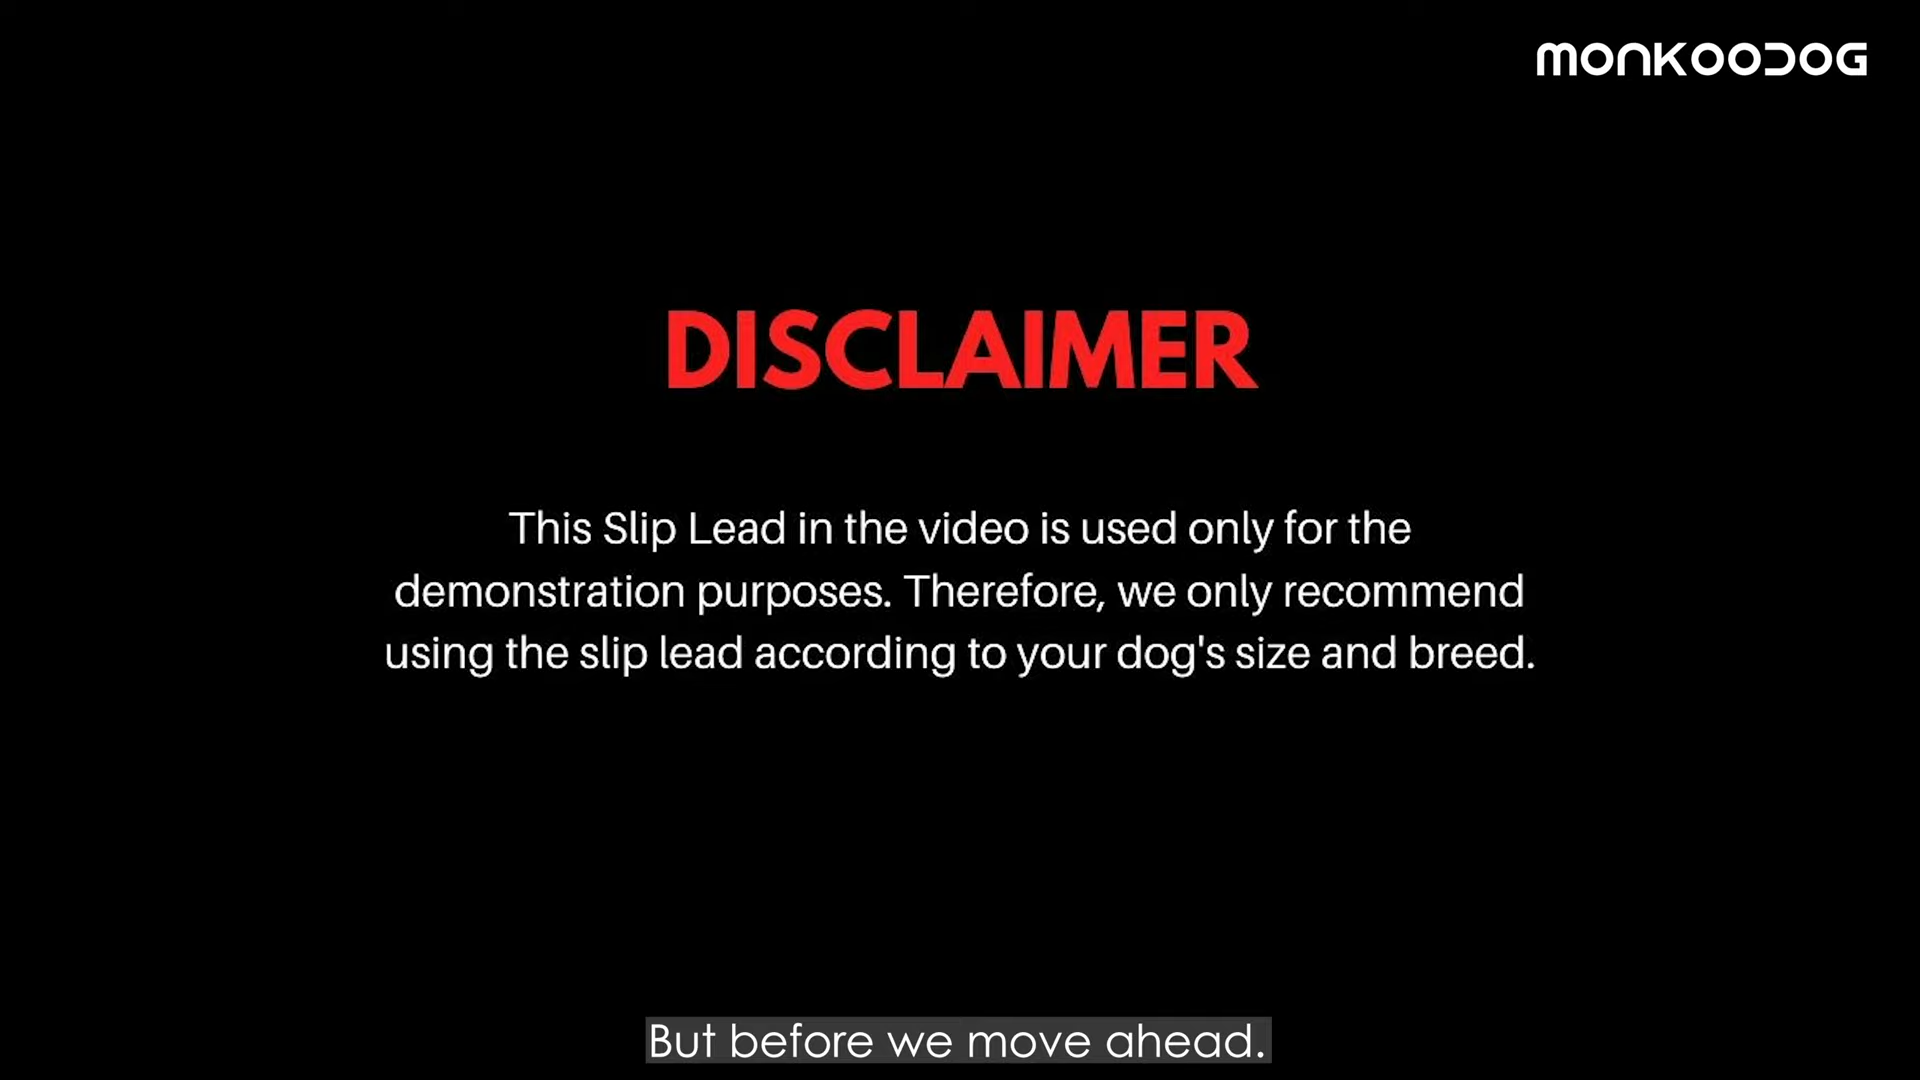 MONKOODOG
DISCLAIMER
This Slip Lead in the video is used only for the
demonstration purposes. Therefore, we only recommend
using the slip lead according to your dog's size and breed.
But before we move ahead.